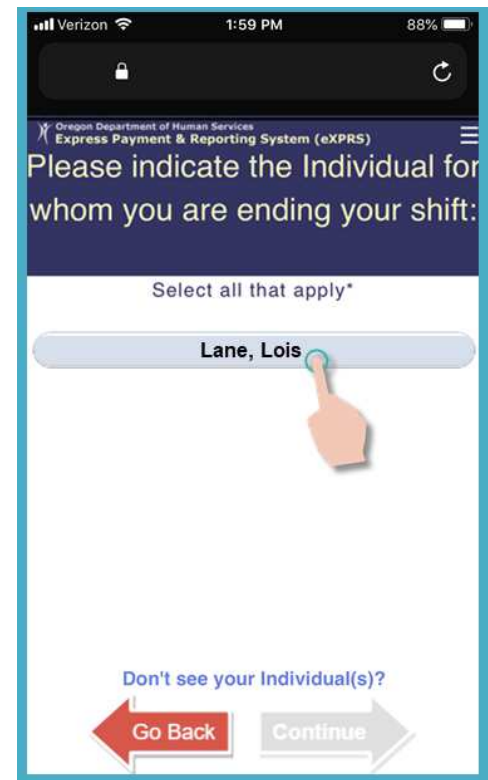 Verizon 1:59 PM 88%
Oregon Department of Human Services
Express Payment & Reporting System (eXPRS)
Please indicate the Individual for
whom you are ending your shift:
Select all that apply*
Lane, Lois
Don't see your Individual(s)?
Go Back Continue